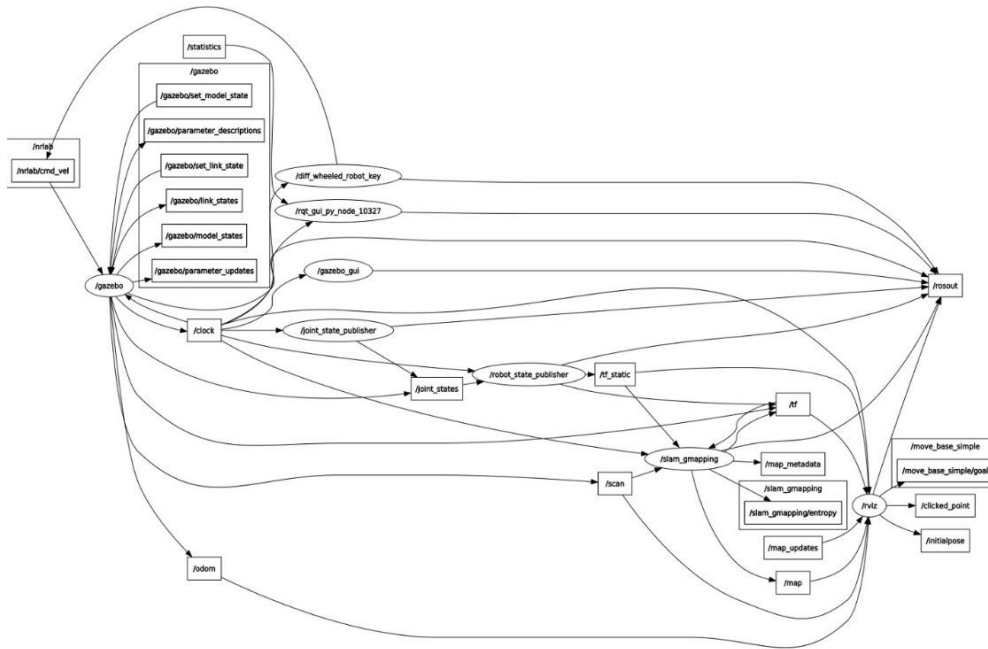 /statistics
/gazebo
/gazebo/set_model_state
/gazebo/parameter_descriptions
/nrlab
/nrlab/cmd_vel
/gazebo/set_link_state
/diff_wheeled_robot_key
/gazebo/link_states
/rqt_gui_py_node_10327
/gazebo/model_states
/gazebo/parameter_updates
/gazebo_gui
/gazebo
/rosout
/clock
/joint_state_publisher
/joint_states
/robot_state_publisher
/tf_static
/tf
/move_base_simple
/move_base_simple/goal
/slam_gmapping
/map_metadata
/scan
/slam_gmapping
/slam_gmapping/entropy
/rviz
/clicked_point
/map_updates
/initialpose
/odom
/map